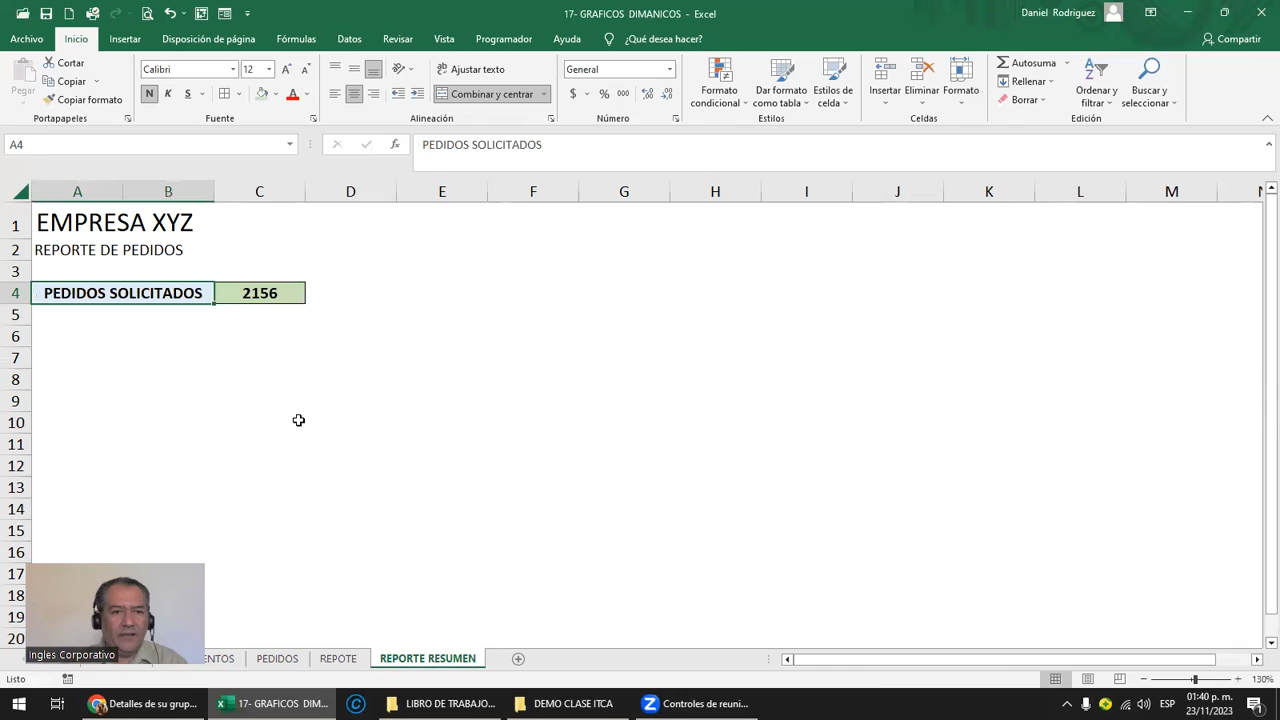 17- GRAFICOS DIMANICOS - Excel
Daniel Rodriguez
Archivo Inicio Insertar Disposición de página Fórmulas Datos Revisar Vista Programador Ayuda ¿Qué desea hacer? Compartir
Pegar
Cortar
Copiar
Copiar formato
Portapapeles
Calibri 12
N K S
Fuente
Ajustar texto
Combinar y centrar
Alineación
General
$ % 000
Número
Formato condicional
Dar formato como tabla
Estilos de celda
Estilos
Insertar
Eliminar
Formato
Celdas
Autosuma
Rellenar
Borrar
Ordenar y filtrar
Buscar y seleccionar
Edición
A4
fx
PEDIDOS SOLICITADOS
A B C D E F G H I J K L M N
1 EMPRESA XYZ
2 REPORTE DE PEDIDOS
3
4 PEDIDOS SOLICITADOS 2156
5
6
7
8
9
10
11
12
13
14
15
16
17
18
19
20
Ingles Corporativo
PEDIDOS REPOTE REPORTE RESUMEN
Listo
130%
Detalles de su grup...
17- GRAFICOS DIM...
LIBRO DE TRABAJO...
DEMO CLASE ITCA
Controles de reuni...
ESP
01:40 p. m.
23/11/2023